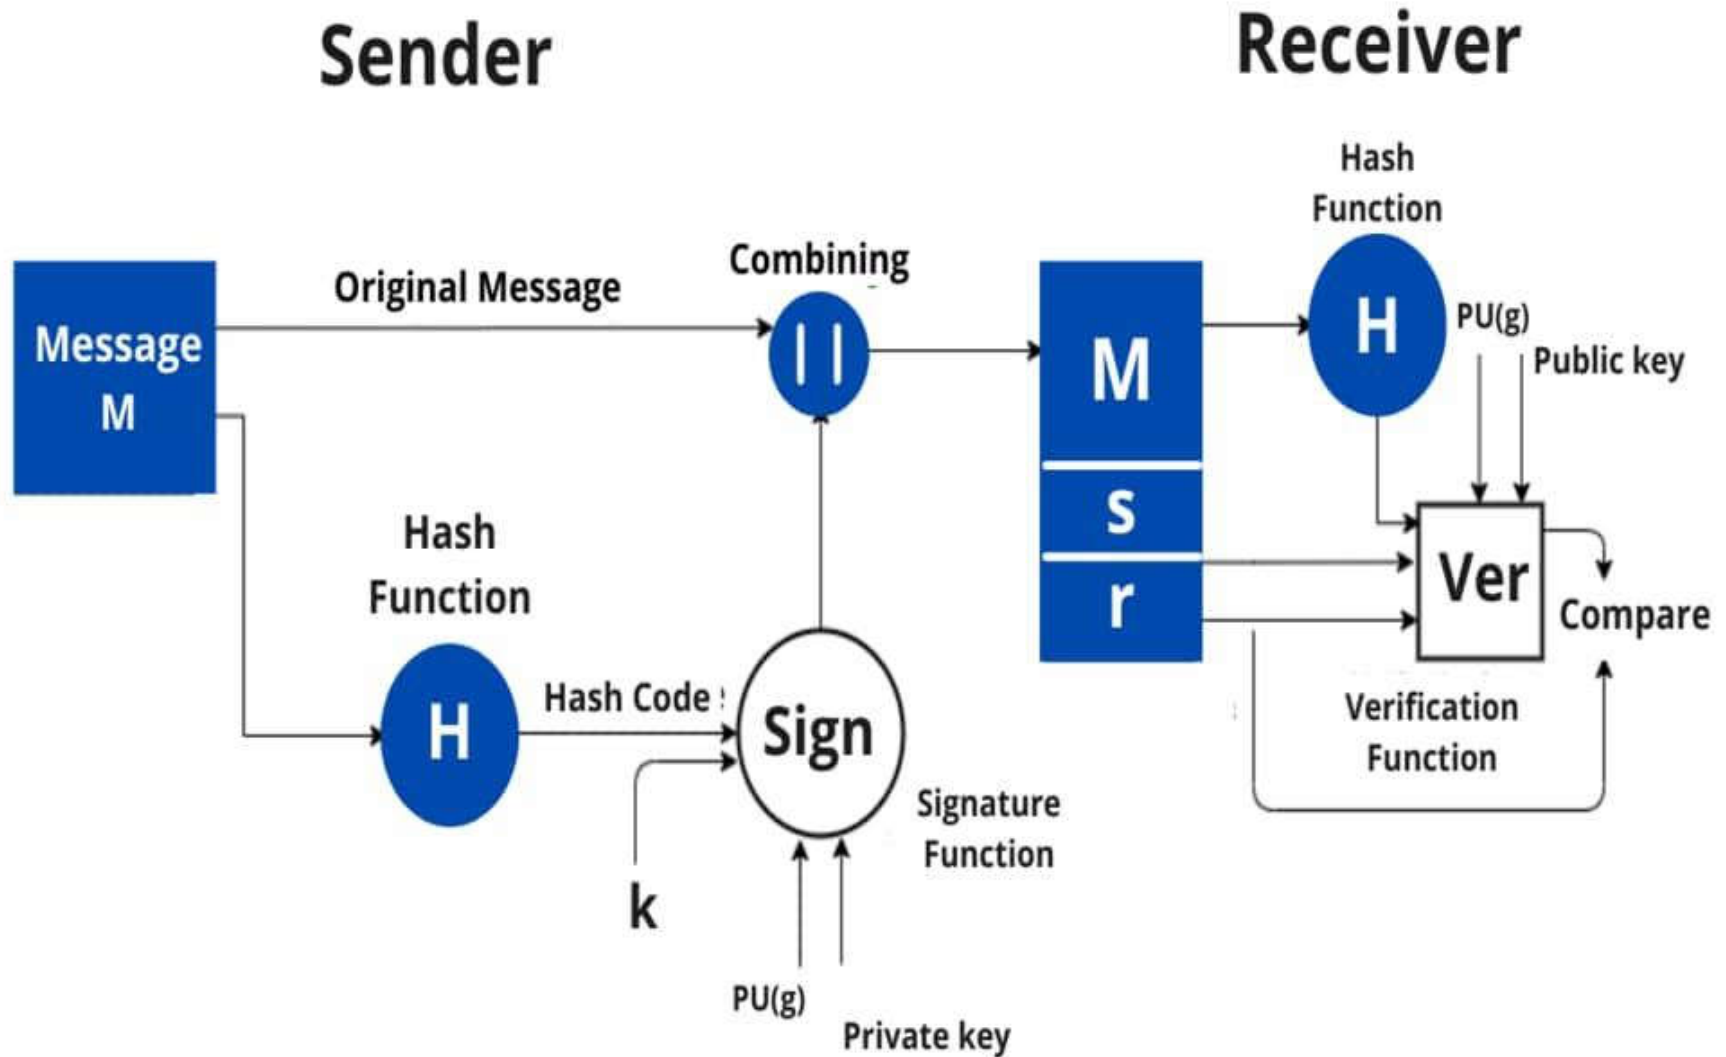 Sender
Receiver
Hash
Function
Combining
Original Message
Message
M
| |
M
H
PU(g)
Public key
s
r
Ver
Compare
Hash
Function
H
Hash Code
Sign
k
Signature
Function
Verification
Function
PU(g)
Private key